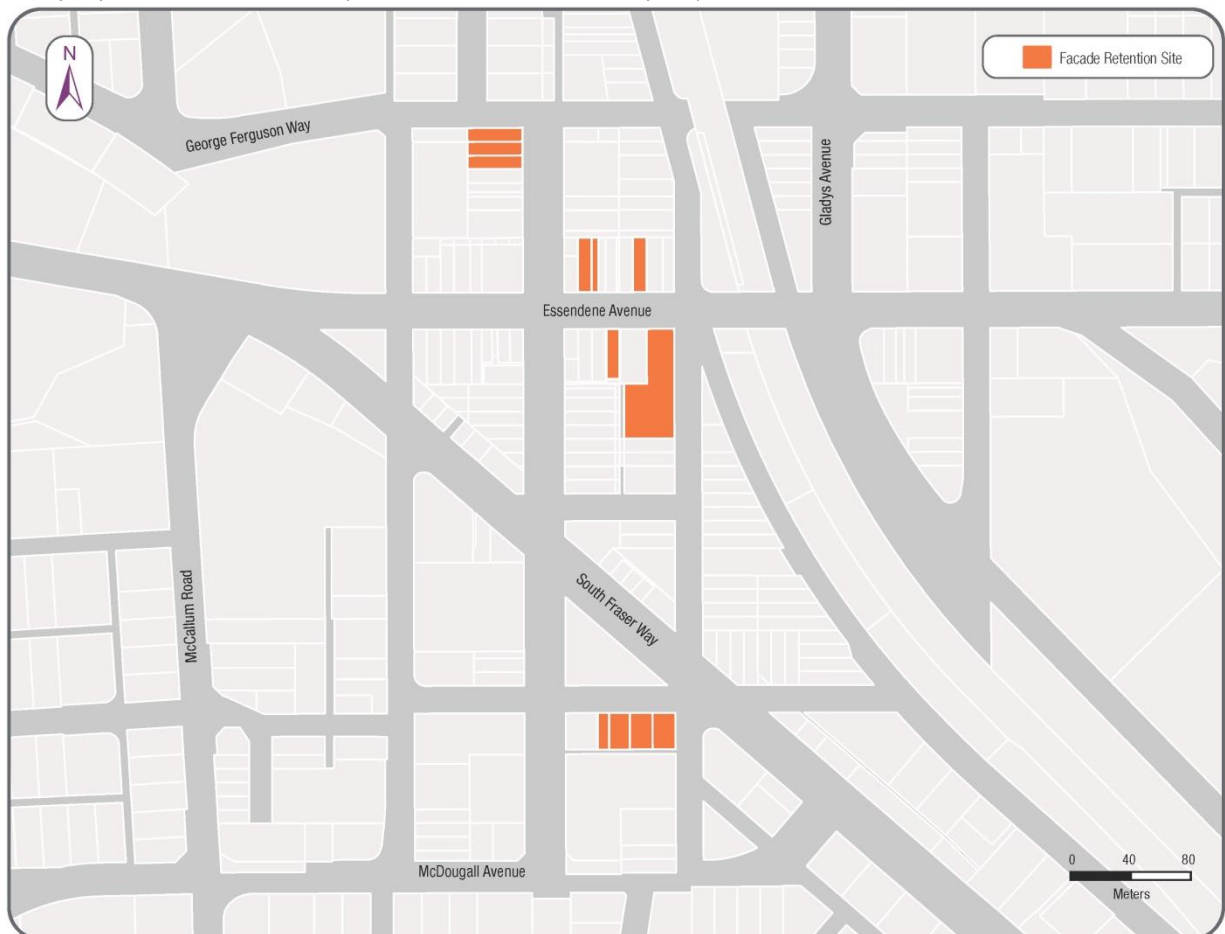 N
Facade Retention Site
George Ferguson Way
Gladys Avenue
Essendene Avenue
McCallum Road
South Fraser Way
McDougall Avenue
0 40 80
Meters